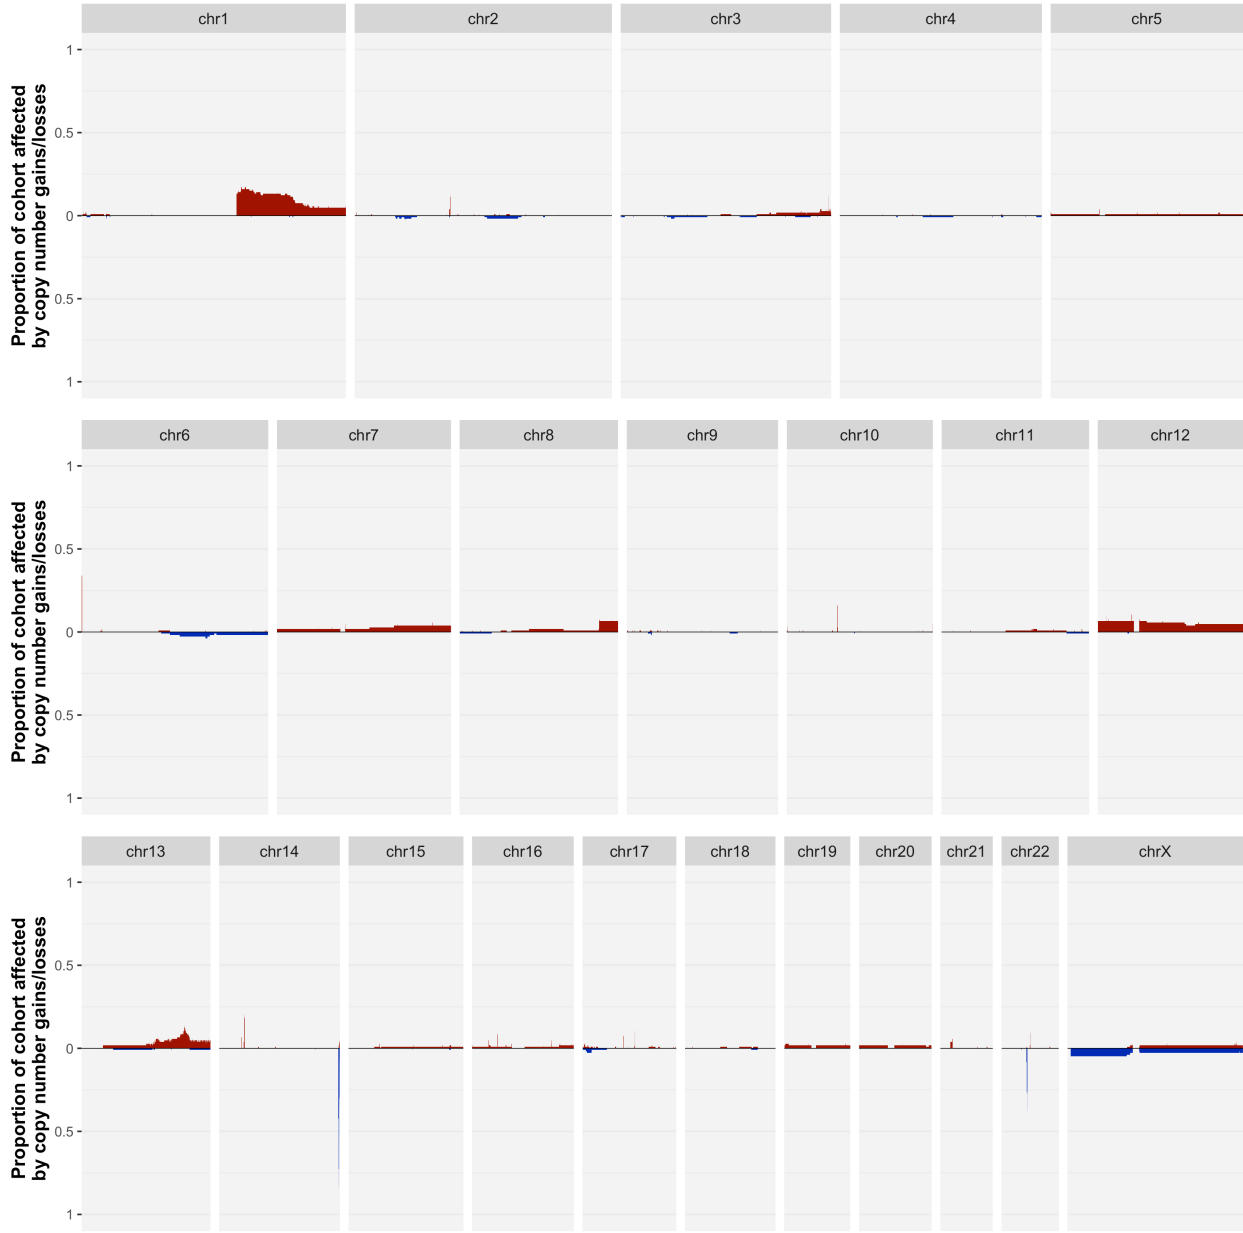 chr1 chr2 chr3 chr4 chr5
Proportion of cohort affected
by copy number gains/losses
1
0.5
0
0.5
1
chr6 chr7 chr8 chr9 chr10 chr11 chr12
Proportion of cohort affected
by copy number gains/losses
1
0.5
0
0.5
1
chr13 chr14 chr15 chr16 chr17 chr18 chr19 chr20 chr21 chr22 chrX
Proportion of cohort affected
by copy number gains/losses
1
0.5
0
0.5
1